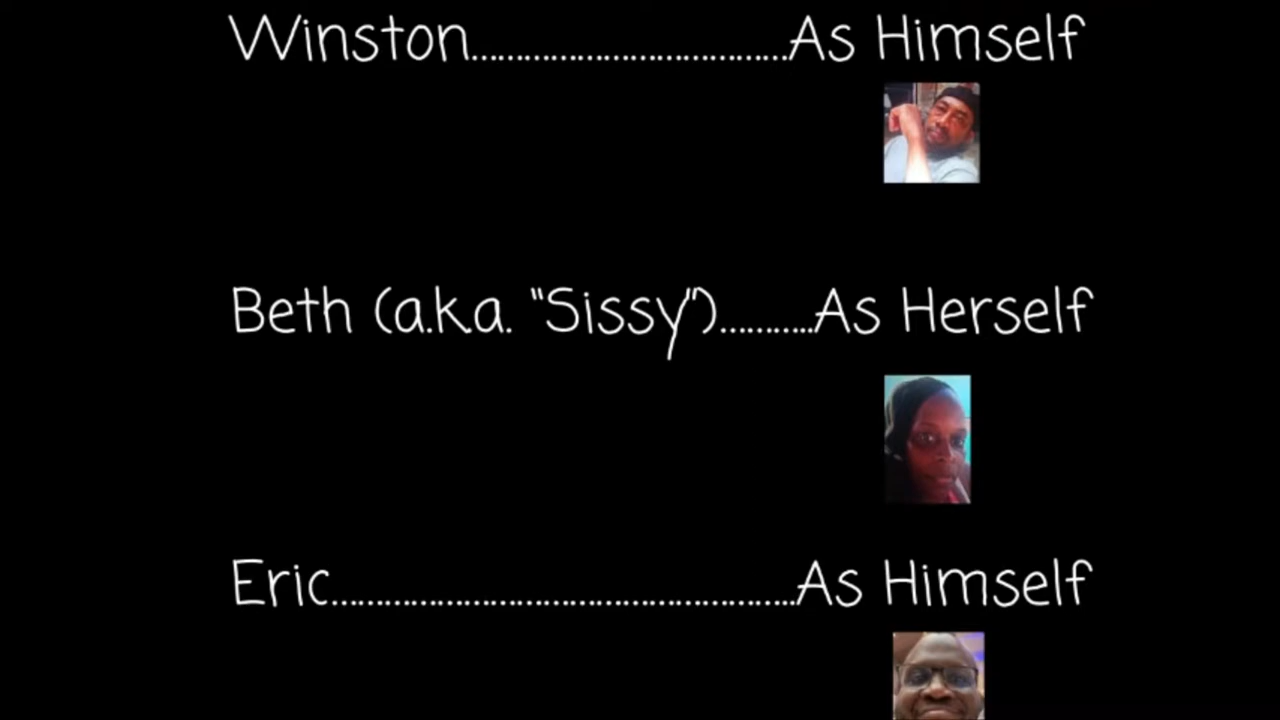 Winston....................................As Himself
Beth (a.k.a. "Sissy")...........As Herself
Eric.....................................................As Himself